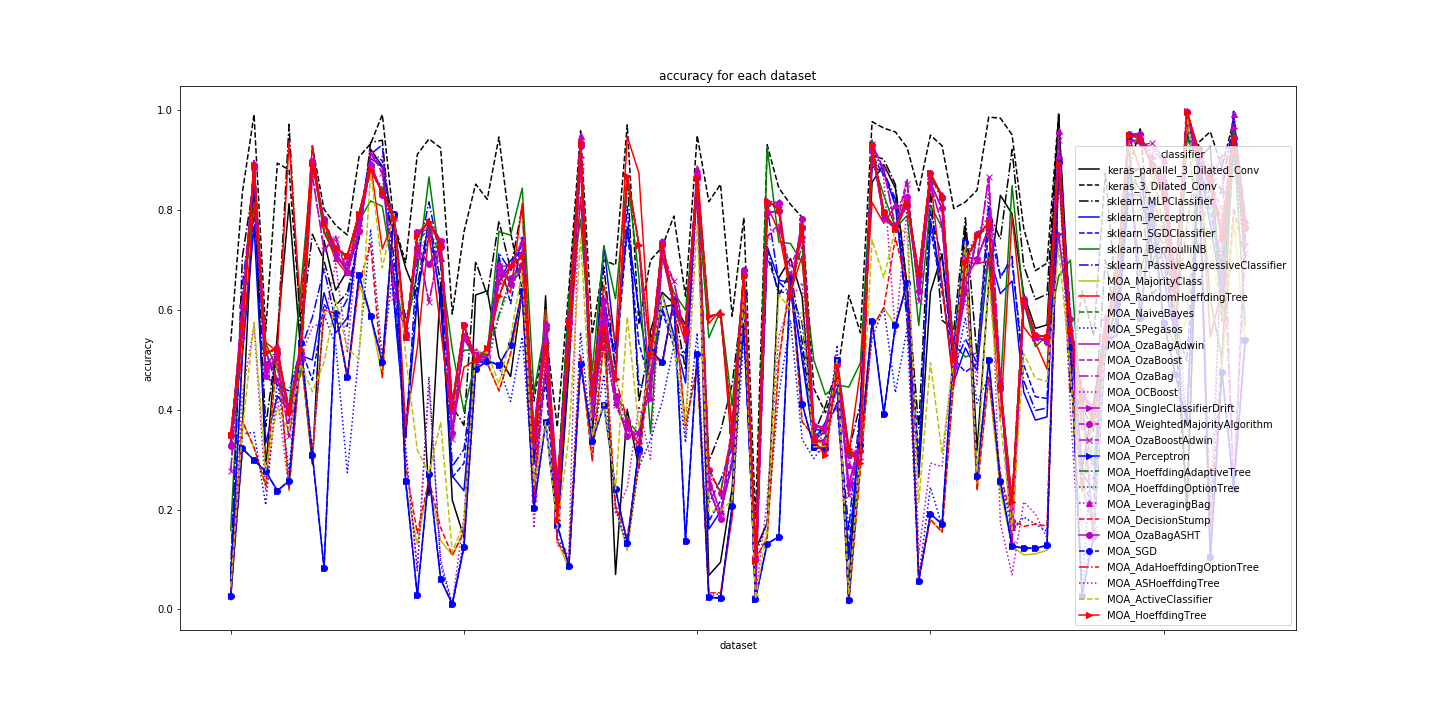 accuracy for each dataset
1.0
0.8
0.6
0.4
0.2
0.0
accuracy
dataset
classifier
keras_parallel_3_Dilated_Conv
keras_3_Dilated_Conv
sklearn_MLPClassifier
sklearn_Perceptron
sklearn_SGDClassifier
sklearn_BernoulliNB
sklearn_PassiveAggressiveClassifier
MOA_MajorityClass
MOA_RandomHoeffdingTree
MOA_NaiveBayes
MOA_SPegasos
MOA_OzaBagAdwin
MOA_OzaBoost
MOA_OzaBag
MOA_OCBoost
MOA_SingleClassifierDrift
MOA_WeightedMajorityAlgorithm
MOA_OzaBoostAdwin
MOA_Perceptron
MOA_HoeffdingAdaptiveTree
MOA_HoeffdingOptionTree
MOA_LeveragingBag
MOA_DecisionStump
MOA_OzaBagASHT
MOA_SGD
MOA_AdaHoeffdingOptionTree
MOA_ASHoeffdingTree
MOA_ActiveClassifier
MOA_HoeffdingTree